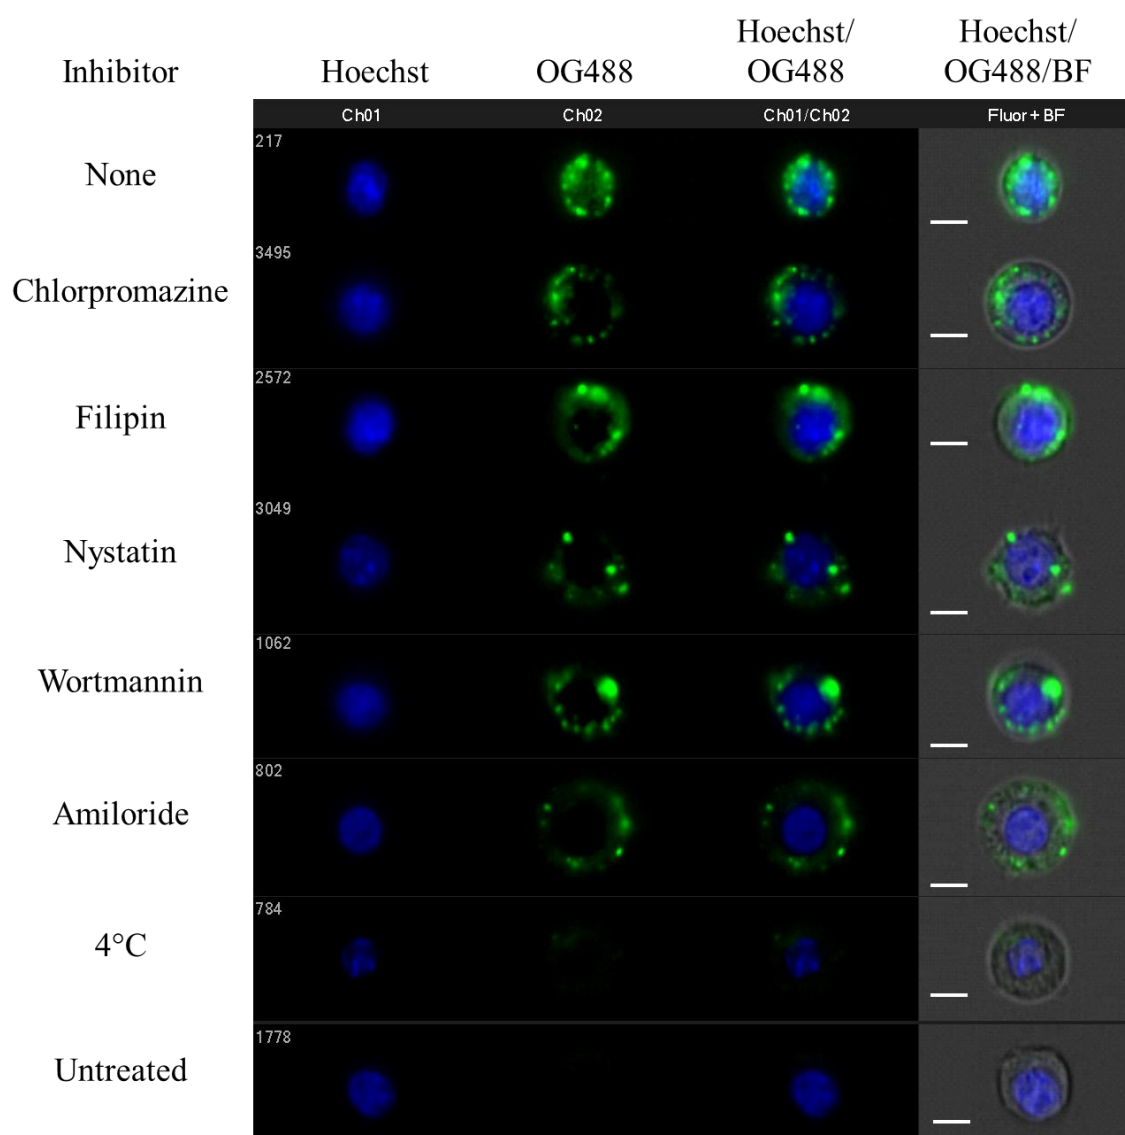 Inhibitor Hoechst OG488 Hoechst/ OG488 Hoechst/ OG488/BF
Ch01 Ch02 Ch01/Ch02 Fluor + BF
None 217
Chlorpromazine 3495
Filipin 2572
Nystatin 3049
Wortmannin 1062
Amiloride 802
4°C 784
Untreated 1778